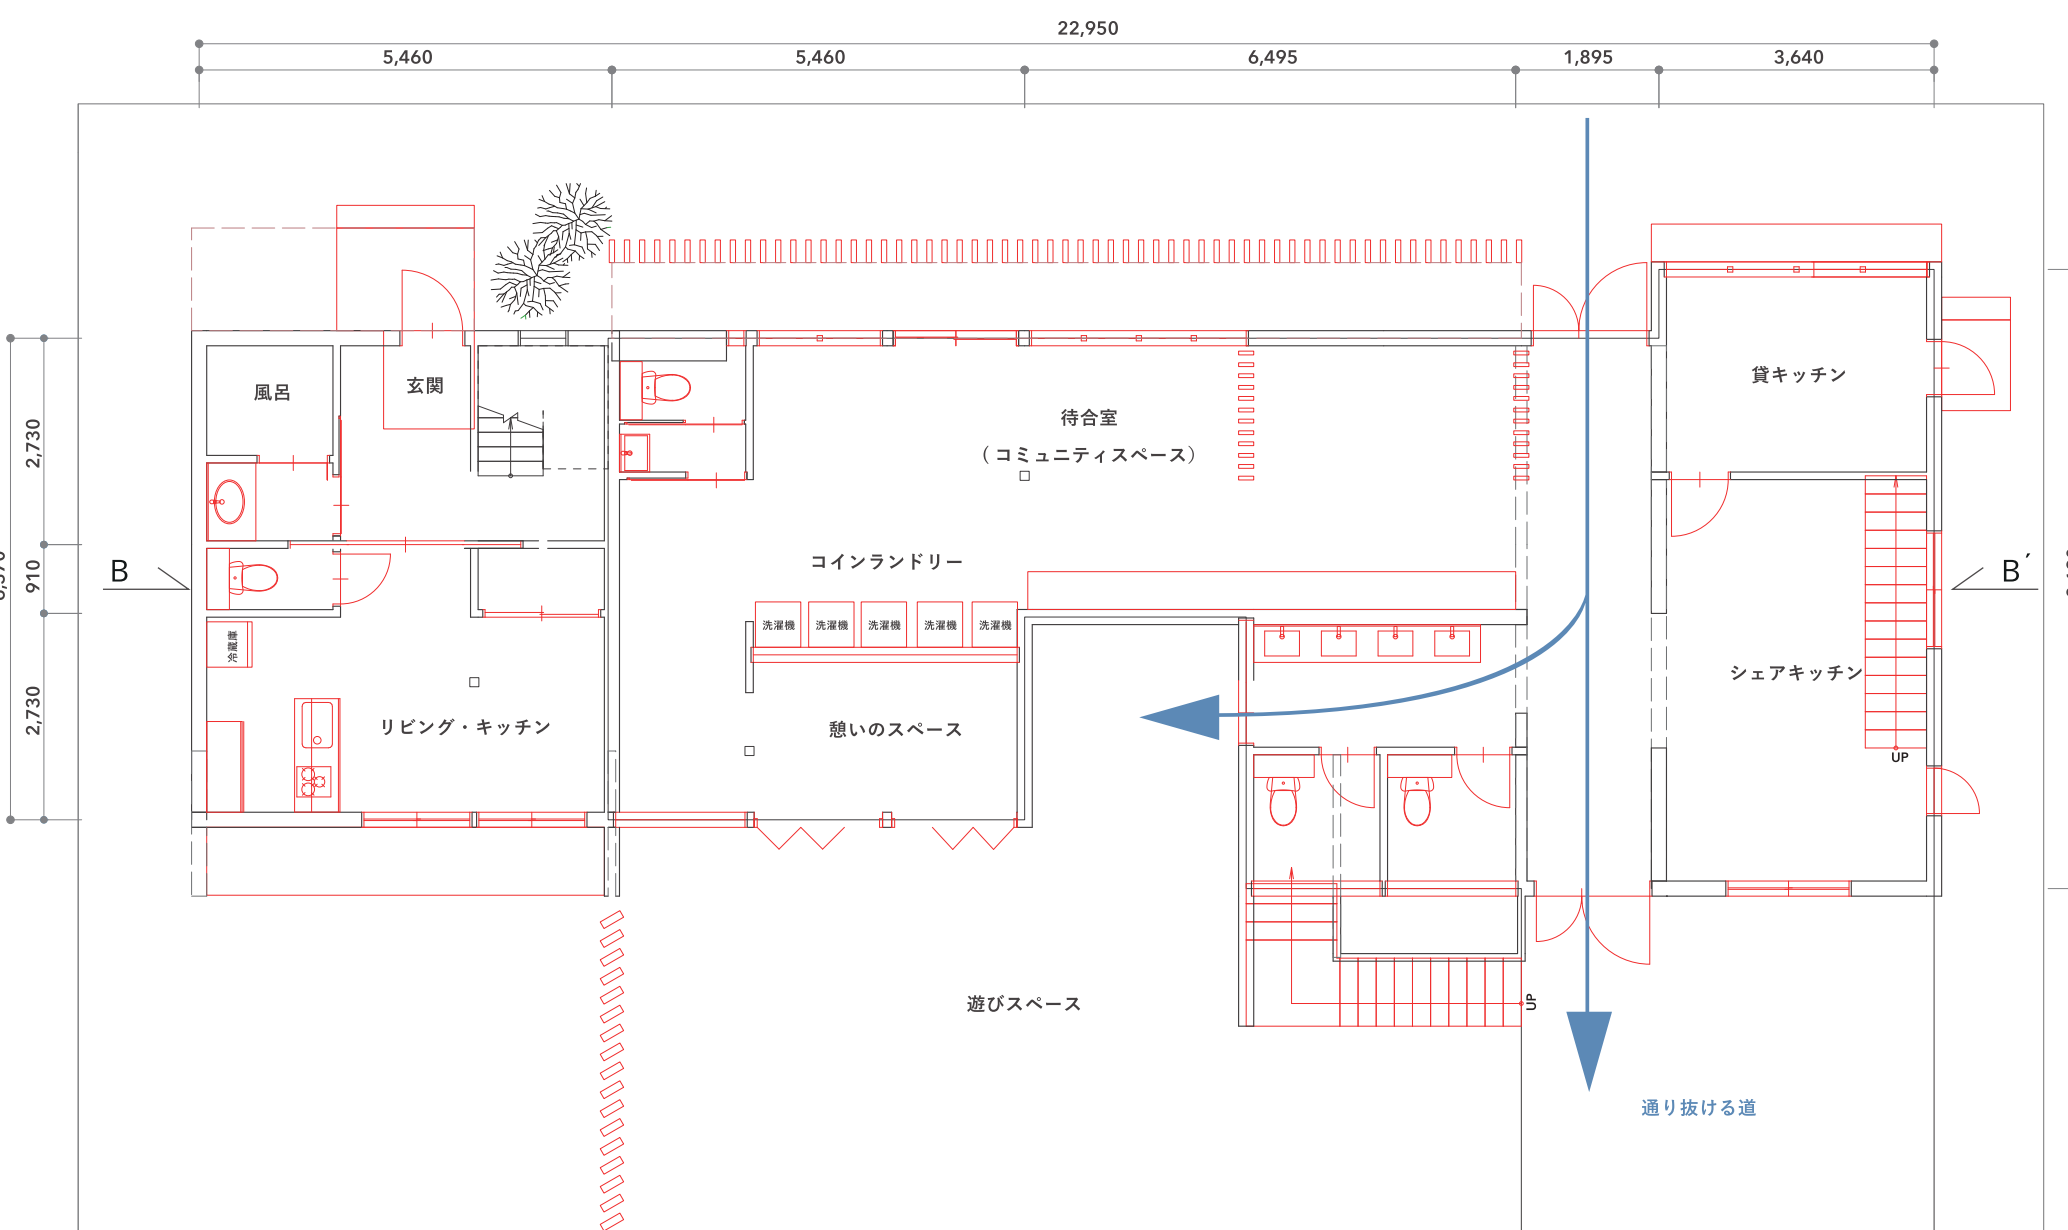 22,950
5,460
5,460
6,495
1,895
3,640
2,730
910
2,730
風呂
玄関
待合室
（コミュニティスペース）
貸キッチン
コインランドリー
B
B´
冷蔵庫
洗濯機
洗濯機
洗濯機
洗濯機
洗濯機
リビング・キッチン
憩いのスペース
シェアキッチン
UP
遊びスペース
UP
通り抜ける道